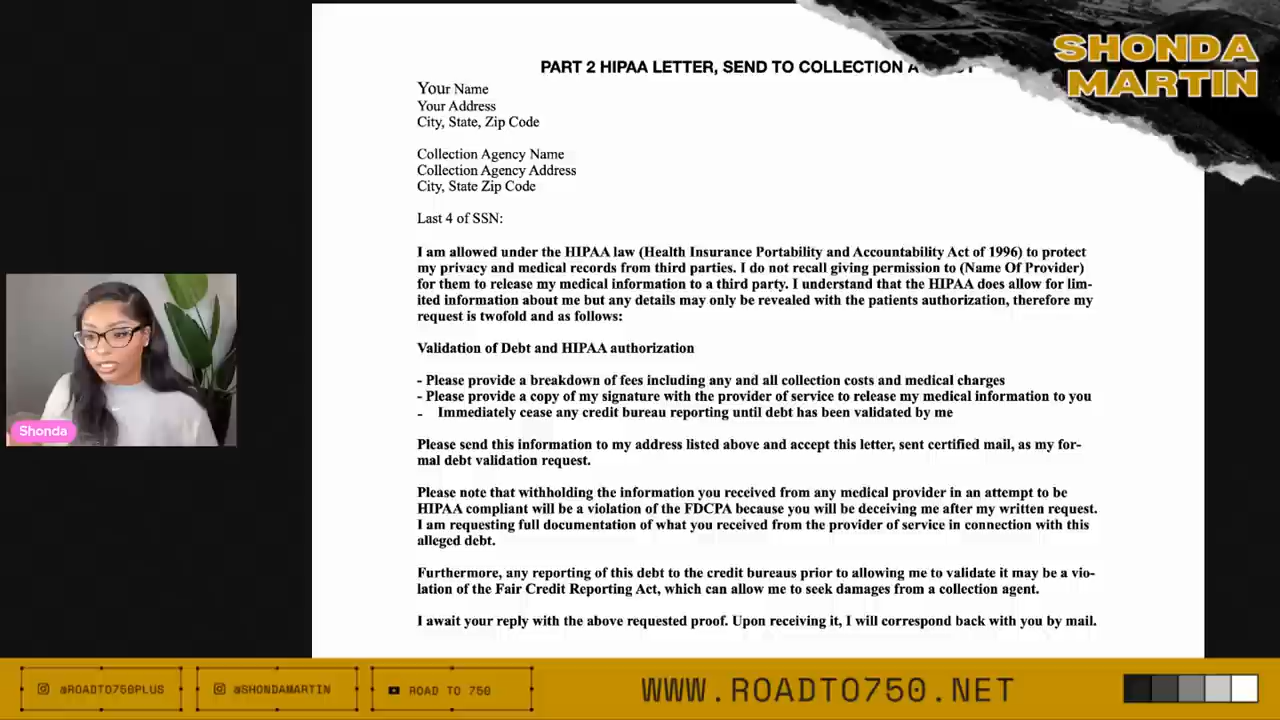 SHONDA
MARTIN
PART 2 HIPAA LETTER, SEND TO COLLECTION
Your Name
Your Address
City, State, Zip Code
Collection Agency Name
Collection Agency Address
City, State Zip Code
Last 4 of SSN:
I am allowed under the HIPAA law (Health Insurance Portability and Accountability Act of 1996) to protect
my privacy and medical records from third parties. I do not recall giving permission to (Name Of Provider)
for them to release my medical information to a third party. I understand that the HIPAA does allow for lim-
ited information about me but any details may only be revealed with the patients authorization, therefore my
request is twofold and as follows:
Validation of Debt and HIPAA authorization
- Please provide a breakdown of fees including any and all collection costs and medical charges
- Please provide a copy of my signature with the provider of service to release my medical information to you
- Immediately cease any credit bureau reporting until debt has been validated by me
Please send this information to my address listed above and accept this letter, sent certified mail, as my for-
mal debt validation request.
Please note that withholding the information you received from any medical provider in an attempt to be
HIPAA compliant will be a violation of the FDCPA because you will be deceiving me after my written request.
I am requesting full documentation of what you received from the provider of service in connection with this
alleged debt.
Furthermore, any reporting of this debt to the credit bureaus prior to allowing me to validate it may be a vio-
lation of the Fair Credit Reporting Act, which can allow me to seek damages from a collection agent.
I await your reply with the above requested proof. Upon receiving it, I will correspond back with you by mail.
Shonda
@ROADTO750PLUS
@SHONDAMARTIN
ROAD TO 750
WWW.ROADTO750.NET